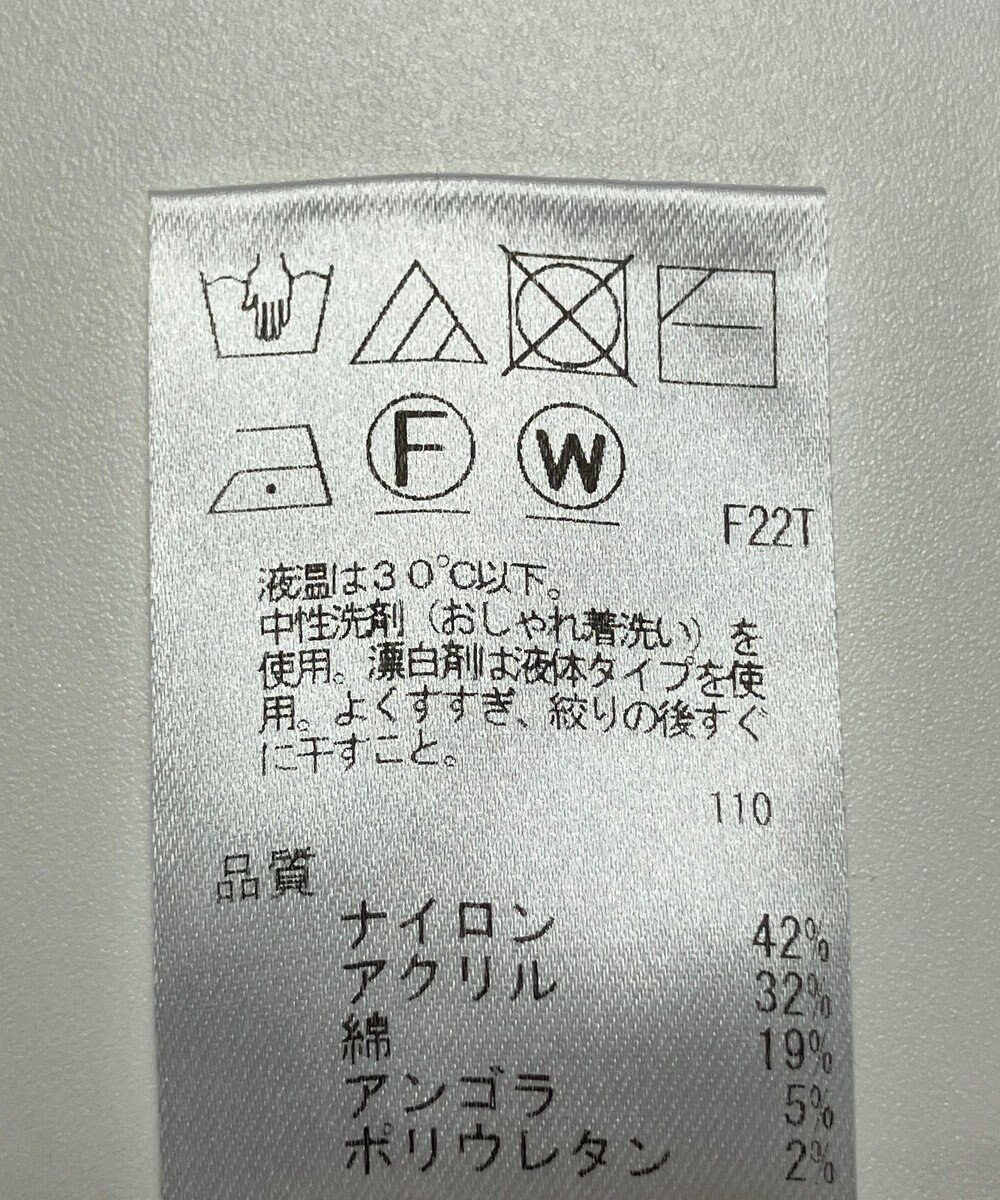 F
W
F22T
液温は30℃以下。
中性洗剤（おしゃれ着洗い）を
使用。漂白剤は液体タイプを使
用。よくすすぎ、絞りの後すぐ
に干すこと。
110
品質
ナイロン 42%
アクリル 32%
綿 19%
アンゴラ 5%
ポリウレタン 2%